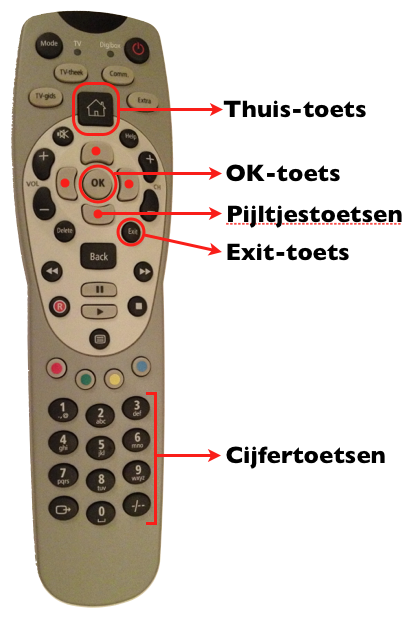 Mode TV Digibox
TV-theek Comm.
TV-gids Extra
Thuis-toets
Help
+ +
VOL OK CH
OK-toets
−
Pijltjestoetsen
Delete Exit
Exit-toets
Back
R
1 .,@ 2 abc 3 def
4 ghi 5 jkl 6 mno
Cijfertoetsen
7 pqrs 8 tuv 9 wxyz
0 -/--